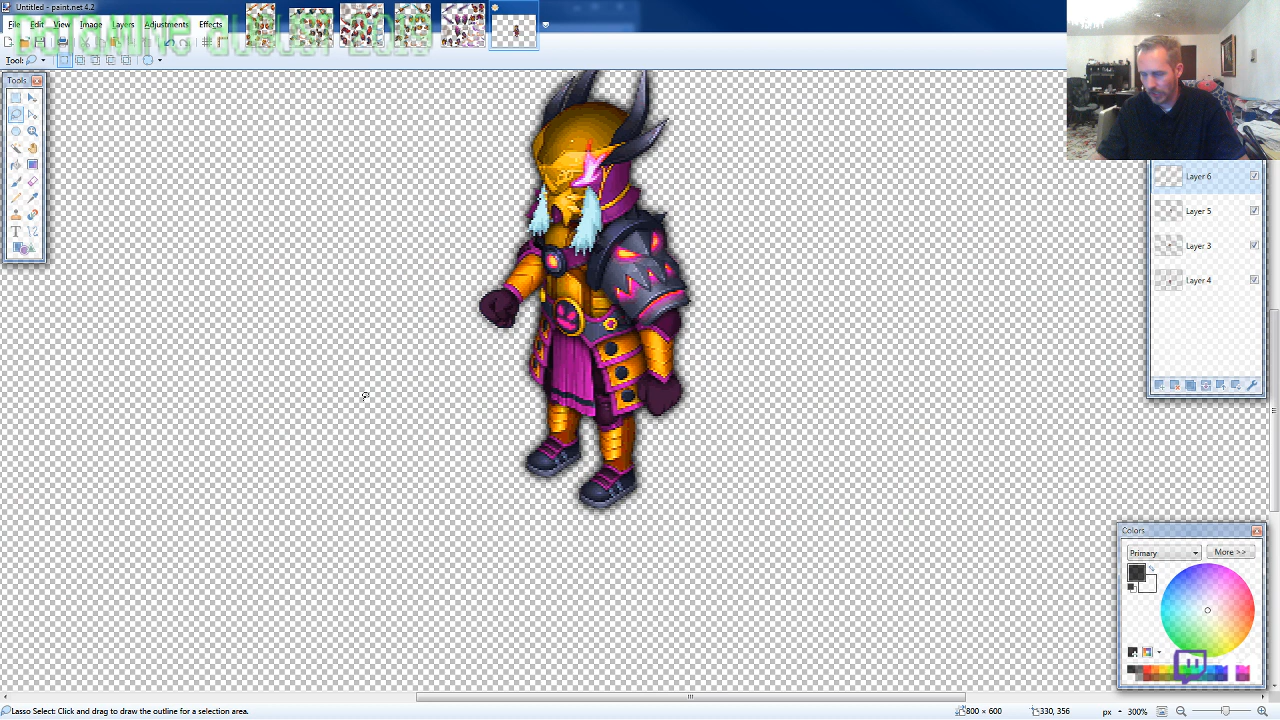 Untitled - paint.net 4.2
File Edit View Image Layers Adjustments Effects
Tool:
Tools
Layer 6
Layer 5
Layer 3
Layer 4
Colors
Primary
More >>
Lasso Select: Click and drag to draw the outline for a selection area.
800 × 600
330, 356
px
300%